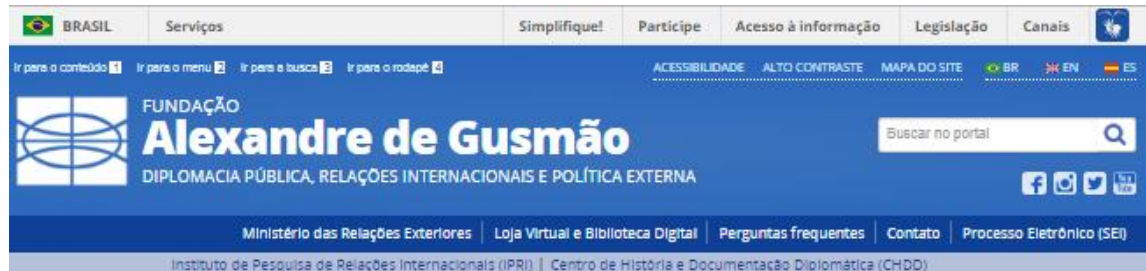 BRASIL Serviços Simplifique! Participe Acesso à informação Legislação Canais
Ir para o conteúdo 1 Ir para o menu 2 Ir para a busca 3 Ir para o rodapé 4 ACESSIBILIDADE ALTO CONTRASTE MAPA DO SITE BR EN ES
FUNDAÇÃO
Alexandre de Gusmão
Buscar no portal
DIPLOMACIA PÚBLICA, RELAÇÕES INTERNACIONAIS E POLÍTICA EXTERNA
Ministério das Relações Exteriores Loja Virtual e Biblioteca Digital Perguntas frequentes Contato Processo Eletrônico (SEI)
Instituto de Pesquisa de Relações Internacionais (IPRI) | Centro de História e Documentação Diplomática (CHDD)